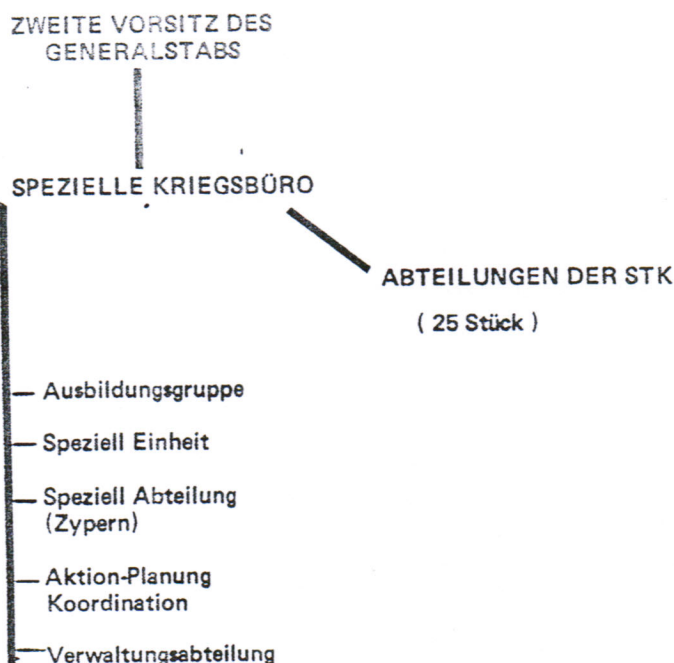 ZWEITE VORSITZ DES
GENERALSTABS
SPEZIELLE KRIEGSBÜRO
ABTEILUNGEN DER STK
( 25 Stück )
Ausbildungsgruppe
Speziell Einheit
Speziell Abteilung
(Zypern)
Aktion-Planung
Koordination
Verwaltungsabteilung